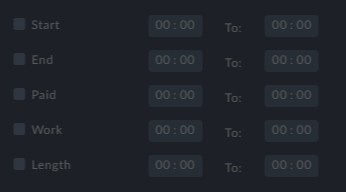 Start 00 : 00 To: 00 : 00
End 00 : 00 To: 00 : 00
Paid 00 : 00 To: 00 : 00
Work 00 : 00 To: 00 : 00
Length 00 : 00 To: 00 : 00